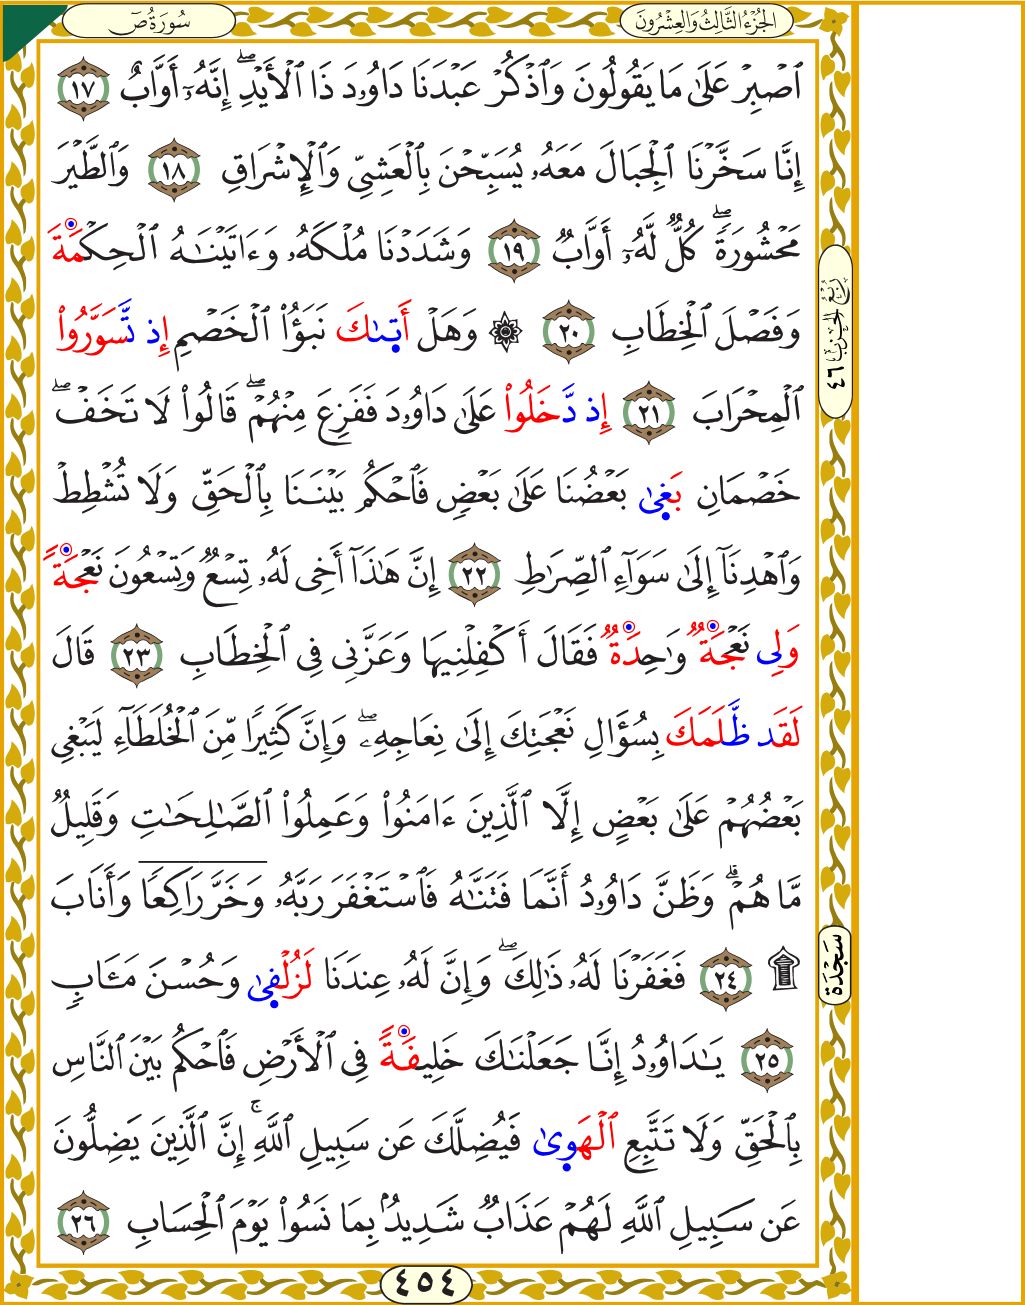 الجُزْءُ الثَّالِثُ وَالعِشْرُونَ
سُورَةُ صٓ
ٱصْبِرْ عَلَىٰ مَا يَقُولُونَ وَٱذْكُرْ عَبْدَنَا دَاوُۥدَ ذَا ٱلْأَيْدِۖ إِنَّهُۥٓ أَوَّابٌ ١٧
إِنَّا سَخَّرْنَا ٱلْجِبَالَ مَعَهُۥ يُسَبِّحْنَ بِٱلْعَشِيِّ وَٱلْإِشْرَاقِ ١٨ وَٱلطَّيْرَ
مَحْشُورَةًۖ كُلٌّ لَّهُۥٓ أَوَّابٌ ١٩ وَشَدَدْنَا مُلْكَهُۥ وَءَاتَيْنَـٰهُ ٱلْحِكْمَةَ
وَفَصْلَ ٱلْخِطَابِ ٢٠ ۞ وَهَلْ أَتىٰكَ نَبَؤُا۟ ٱلْخَصْمِ إِذ تَّسَوَّرُوا۟
ٱلْمِحْرَابَ ٢١ إِذ دَّخَلُوا۟ عَلَىٰ دَاوُۥدَ فَفَزِعَ مِنْهُمْۖ قَالُوا۟ لَا تَخَفْۖ
خَصْمَانِ بَغىٰ بَعْضُنَا عَلَىٰ بَعْضٍ فَٱحْكُم بَيْنَنَا بِٱلْحَقِّ وَلَا تُشْطِطْ
وَٱهْدِنَآ إِلَىٰ سَوَآءِ ٱلصِّرَٰطِ ٢٢ إِنَّ هَـٰذَآ أَخِى لَهُۥ تِسْعٌ وَتِسْعُونَ نَعْجَةً
وَلِى نَعْجَةٌ وَٰحِدَةٌ فَقَالَ أَكْفِلْنِيهَا وَعَزَّنِى فِى ٱلْخِطَابِ ٢٣ قَالَ
لَقَد ظَّلَمَكَ بِسُؤَالِ نَعْجَتِكَ إِلَىٰ نِعَاجِهِۦۖ وَإِنَّ كَثِيرًا مِّنَ ٱلْخُلَطَآءِ لَيَبْغِى
بَعْضُهُمْ عَلَىٰ بَعْضٍ إِلَّا ٱلَّذِينَ ءَامَنُوا۟ وَعَمِلُوا۟ ٱلصَّـٰلِحَـٰتِ وَقَلِيلٌ
مَّا هُمْۗ وَظَنَّ دَاوُۥدُ أَنَّمَا فَتَنَّـٰهُ فَٱسْتَغْفَرَ رَبَّهُۥ وَخَرَّ رَاكِعًا وَأَنَابَ
۩ ٢٤ فَغَفَرْنَا لَهُۥ ذَٰلِكَۖ وَإِنَّ لَهُۥ عِندَنَا لَزُلْفىٰ وَحُسْنَ مَـَٔابٍ
٢٥ يَـٰدَاوُۥدُ إِنَّا جَعَلْنَـٰكَ خَلِيفَةً فِى ٱلْأَرْضِ فَٱحْكُم بَيْنَ ٱلنَّاسِ
بِٱلْحَقِّ وَلَا تَتَّبِعِ ٱلْهَوىٰ فَيُضِلَّكَ عَن سَبِيلِ ٱللَّهِۚ إِنَّ ٱلَّذِينَ يَضِلُّونَ
عَن سَبِيلِ ٱللَّهِ لَهُمْ عَذَابٌ شَدِيدٌۢ بِمَا نَسُوا۟ يَوْمَ ٱلْحِسَابِ ٢٦
رُبْعُ الحِزْبِ ٤٦
سَجْدَة
٤٥٤